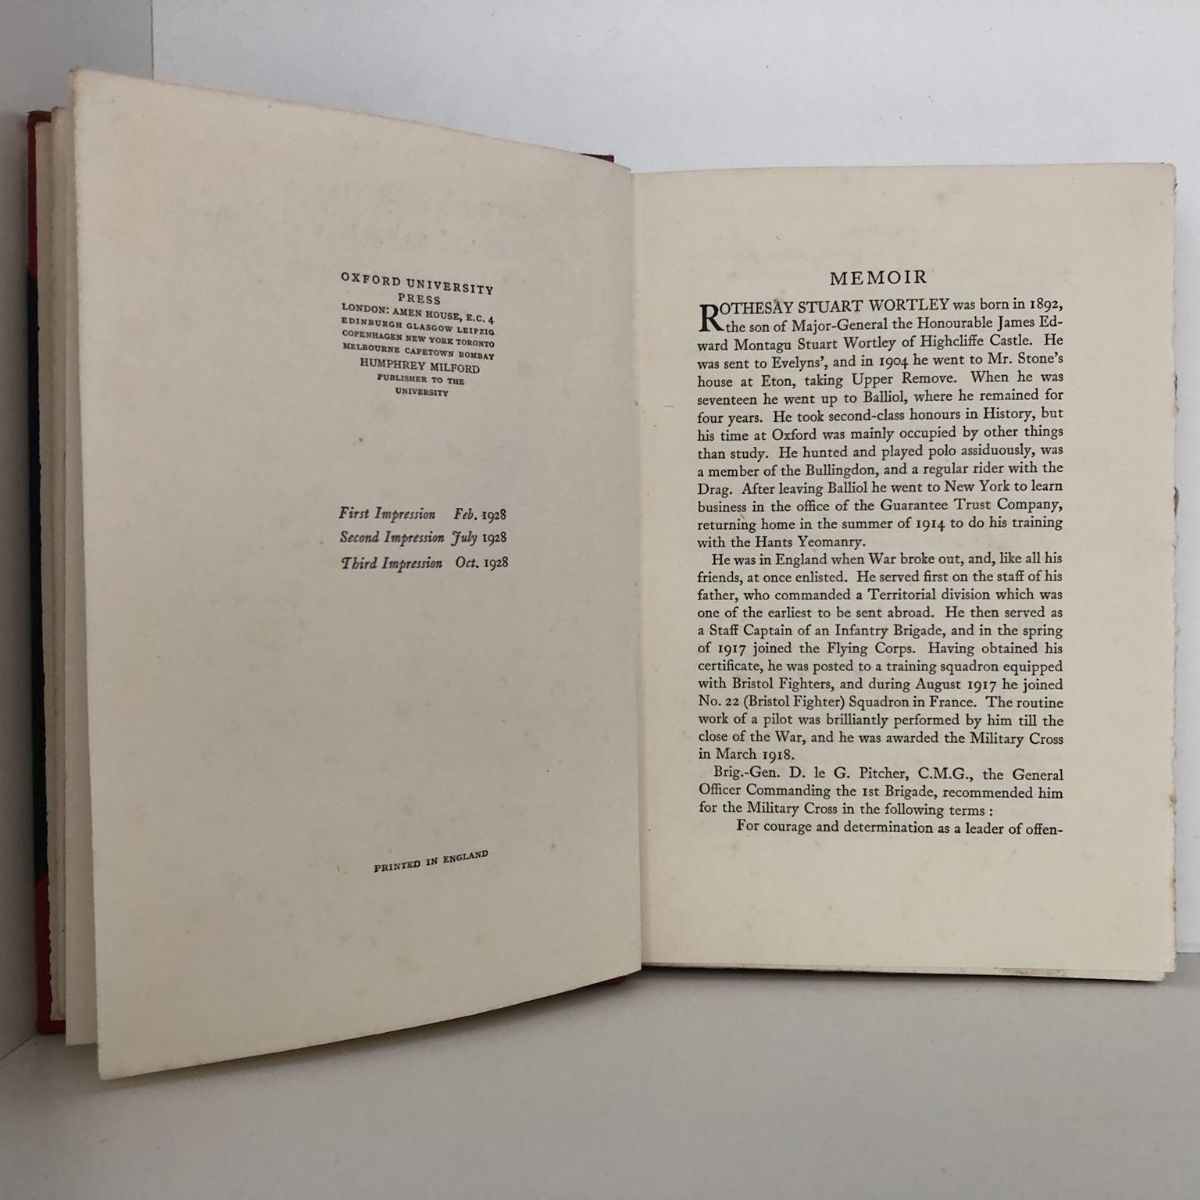 OXFORD UNIVERSITY
PRESS
LONDON: AMEN HOUSE, E.C. 4
EDINBURGH GLASGOW LEIPZIG
COPENHAGEN NEW YORK TORONTO
MELBOURNE CAPETOWN BOMBAY
HUMPHREY MILFORD
PUBLISHER TO THE
UNIVERSITY
First Impression Feb. 1928
Second Impression July 1928
Third Impression Oct. 1928
PRINTED IN ENGLAND
MEMOIR
ROTHESAY STUART WORTLEY was born in 1892,
the son of Major-General the Honourable James Ed-
ward Montagu Stuart Wortley of Highcliffe Castle. He
was sent to Evelyns', and in 1904 he went to Mr. Stone's
house at Eton, taking Upper Remove. When he was
seventeen he went up to Balliol, where he remained for
four years. He took second-class honours in History, but
his time at Oxford was mainly occupied by other things
than study. He hunted and played polo assiduously, was
a member of the Bullingdon, and a regular rider with the
Drag. After leaving Balliol he went to New York to learn
business in the office of the Guarantee Trust Company,
returning home in the summer of 1914 to do his training
with the Hants Yeomanry.
He was in England when War broke out, and, like all his
friends, at once enlisted. He served first on the staff of his
father, who commanded a Territorial division which was
one of the earliest to be sent abroad. He then served as
a Staff Captain of an Infantry Brigade, and in the spring
of 1917 joined the Flying Corps. Having obtained his
certificate, he was posted to a training squadron equipped
with Bristol Fighters, and during August 1917 he joined
No. 22 (Bristol Fighter) Squadron in France. The routine
work of a pilot was brilliantly performed by him till the
close of the War, and he was awarded the Military Cross
in March 1918.
Brig.-Gen. D. le G. Pitcher, C.M.G., the General
Officer Commanding the 1st Brigade, recommended him
for the Military Cross in the following terms :
For courage and determination as a leader of offen-